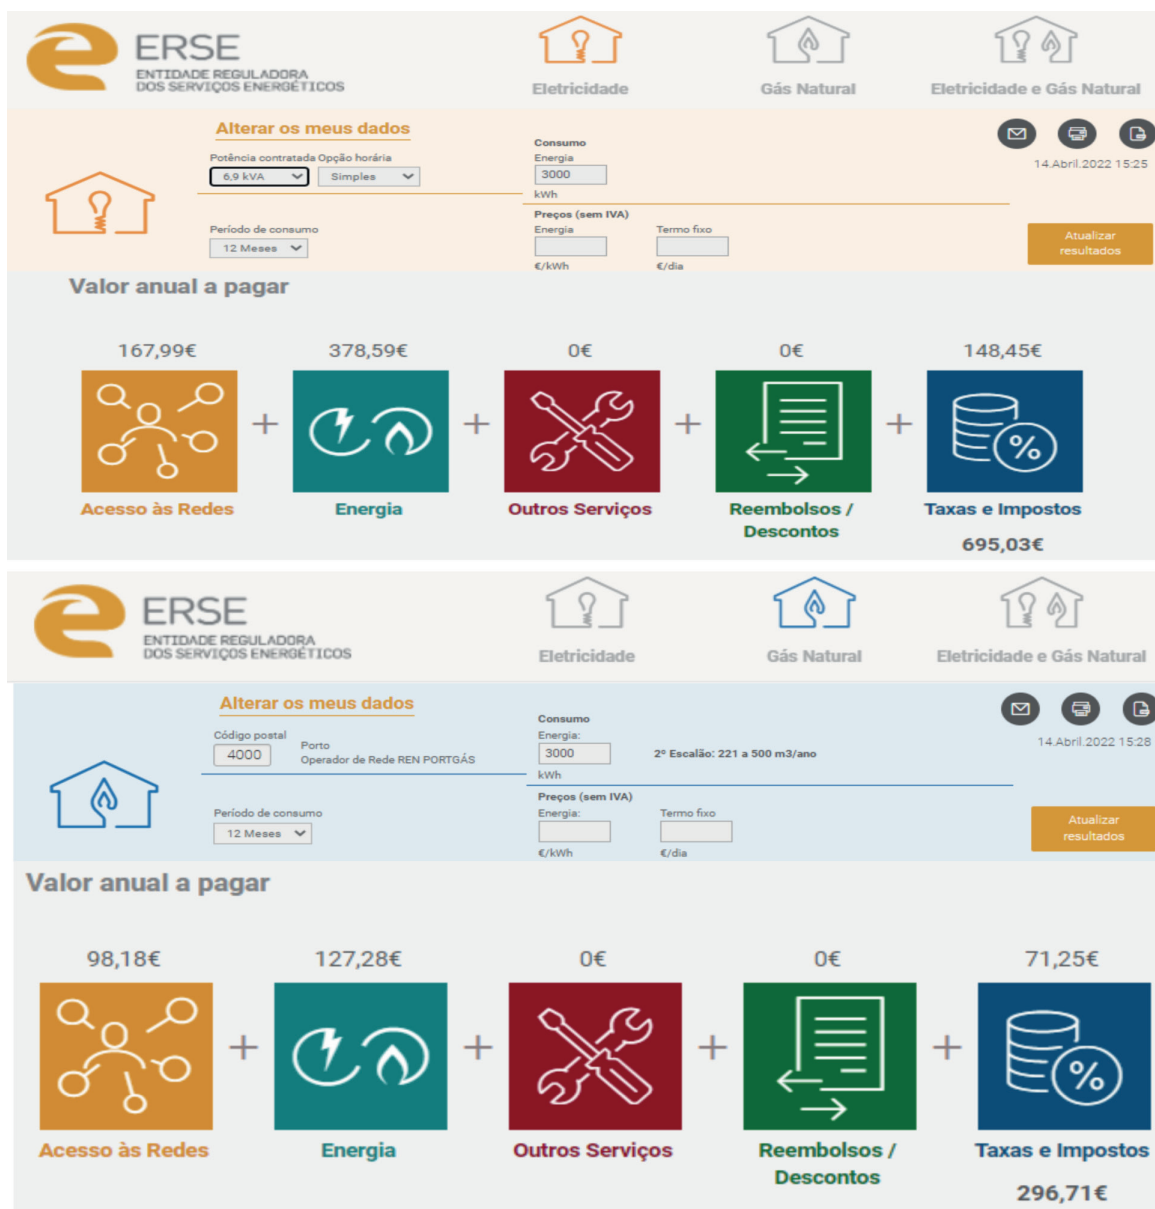 ERSE
ENTIDADE REGULADORA
DOS SERVIÇOS ENERGÉTICOS
Eletricidade
Gás Natural
Eletricidade e Gás Natural
Alterar os meus dados
Potência contratada Opção horária
6,9 kVA Simples
Período de consumo
12 Meses
Consumo
Energia
3000
kWh
Preços (sem IVA)
Energia Termo fixo
€/kWh €/dia
14.Abril.2022 15:25
Atualizar
resultados
Valor anual a pagar
167,99€ 378,59€ 0€ 0€ 148,45€
+ + + +
%
Acesso às Redes Energia Outros Serviços Reembolsos / Taxas e Impostos
Descontos
695,03€
ERSE
ENTIDADE REGULADORA
DOS SERVIÇOS ENERGÉTICOS
Eletricidade
Gás Natural
Eletricidade e Gás Natural
Alterar os meus dados
Código postal
4000
Porto
Operador de Rede REN PORTGÁS
Período de consumo
12 Meses
Consumo
Energia:
3000 2º Escalão: 221 a 500 m3/ano
kWh
Preços (sem IVA)
Energia: Termo fixo
€/kWh €/dia
14.Abril.2022 15:28
Atualizar
resultados
Valor anual a pagar
98,18€ 127,28€ 0€ 0€ 71,25€
+ + + +
%
Acesso às Redes Energia Outros Serviços Reembolsos / Taxas e Impostos
Descontos
296,71€